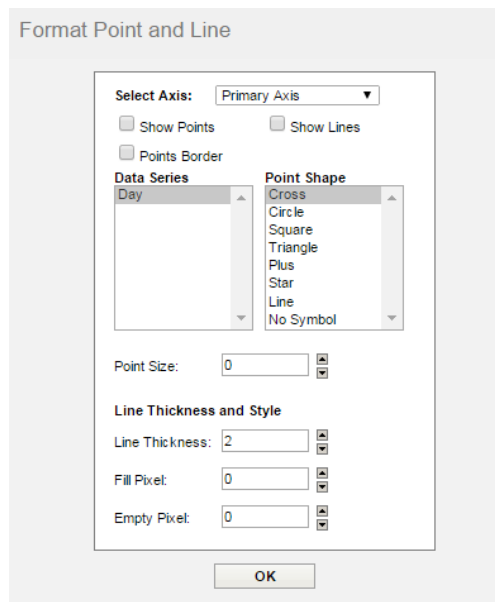 Format Point and Line
Select Axis: Primary Axis
Show Points Show Lines
Points Border
Data Series Point Shape
Day Cross
Circle
Square
Triangle
Plus
Star
Line
No Symbol
Point Size: 0
Line Thickness and Style
Line Thickness: 2
Fill Pixel: 0
Empty Pixel: 0
OK